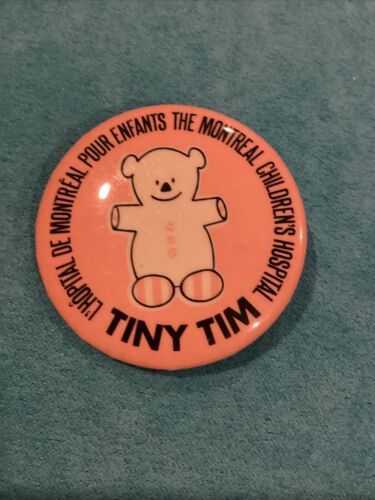 L'HÔPITAL DE MONTRÉAL POUR ENFANTS THE MONTREAL CHILDREN'S HOSPITAL
TINY TIM